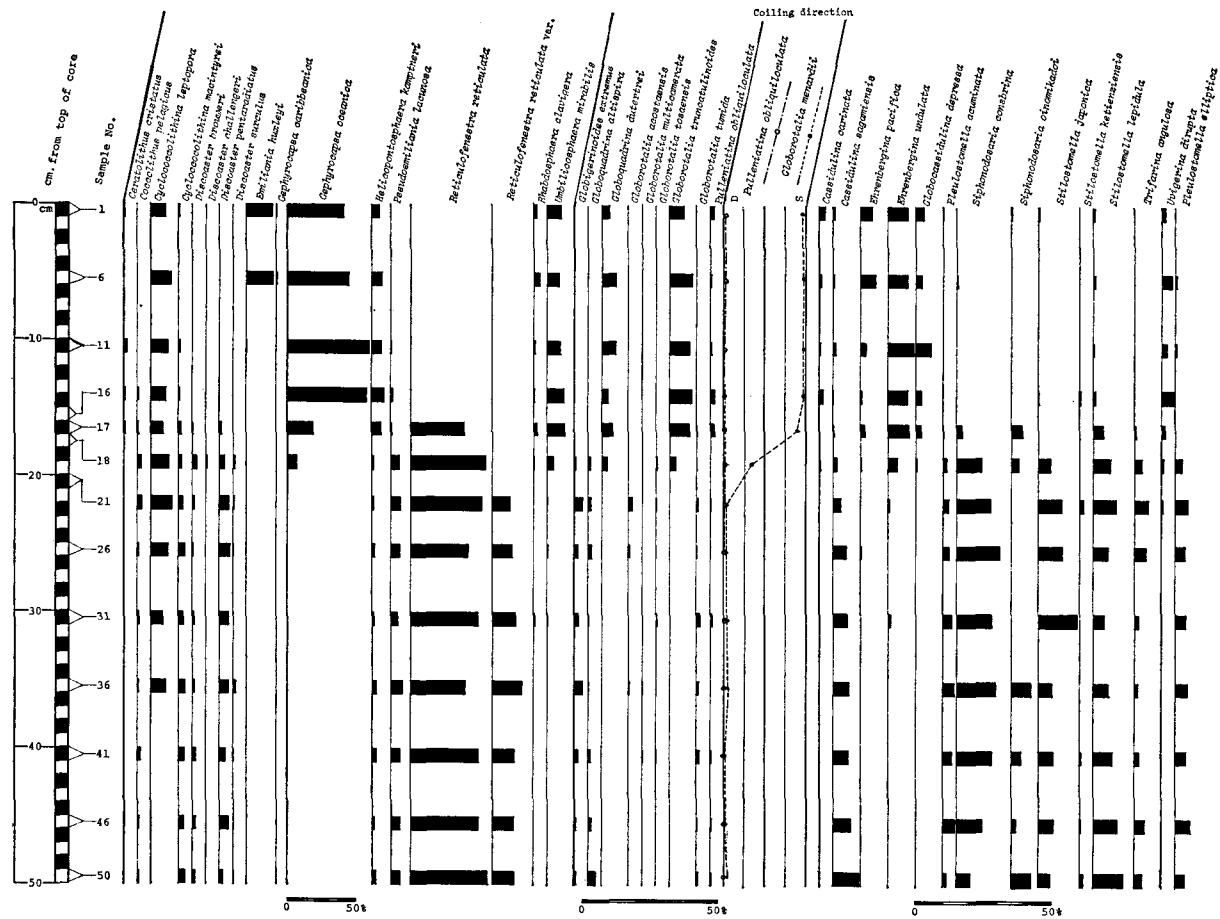 Coiling direction
cm. from top of core
Sample No.
Ceratolithus cristatus
Coccolithus pelagicus
Cyclococcolithina leptopora
Cyclococcolithina macintyrei
Discoaster brouweri
Discoaster challengeri
Discoaster pentaradiatus
Discoaster surculus
Emiliania huxleyi
Gephyrocapsa caribbeanica
Gephyrocapsa oceanica
Helicopontosphaera kamptneri
Pseudoemiliania lacunosa
Reticulofenestra reticulata
Reticulofenestra reticulata var.
Rhabdosphaera clavigera
Umbilicosphaera mirabilis
Globigerinoides extremus
Globoquadrina altispira
Globoquadrina dutertrei
Globorotalia acostaensis
Globorotalia multicamerata
Globorotalia tosaensis
Globorotalia truncatulinoides
Globorotalia tumida
Pulleniatina obliquiloculata
D
Pulleniatina obliquiloculata
Globorotalia menardii
S
Cassidulina carinata
Cassidulina sagamiensis
Ehrenbergina pacifica
Ehrenbergina undulata
Globocassidulina depressa
Pleulostomella acuminata
Siphonodosaria consbrina
Siphonodosaria otumikadoi
Stilostomella japonica
Stilostomella ketienziensis
Stilostomella lepidula
Trifarina angulosa
Uvigerina dirupta
Pleulostomella elliptica
0
cm
1
6
-10
11
16
17
18
-20
21
26
-30
31
36
-40
41
46
-50
50
0 50%
0 50%
0 50%